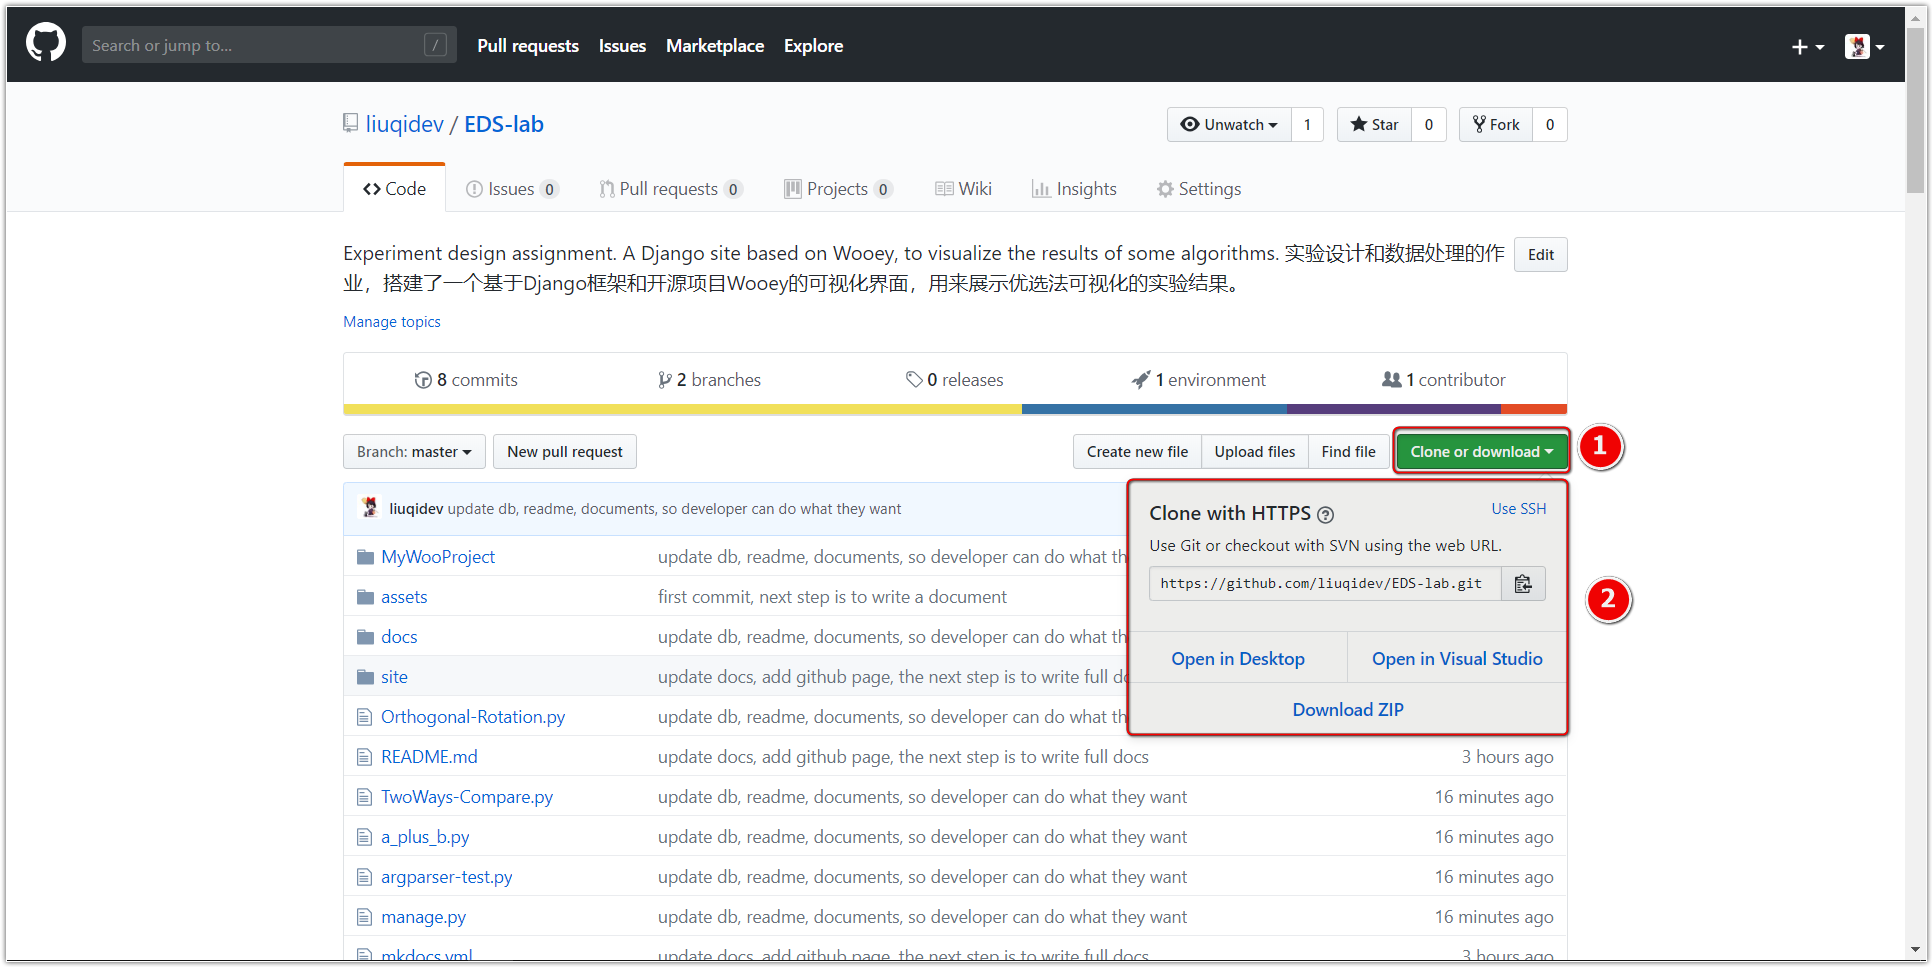 Search or jump to... / Pull requests Issues Marketplace Explore
liuqidev / EDS-lab Unwatch 1 Star 0 Fork 0
Code Issues 0 Pull requests 0 Projects 0 Wiki Insights Settings
Experiment design assignment. A Django site based on Wooey, to visualize the results of some algorithms. 实验设计和数据处理的作 Edit
业，搭建了一个基于Django框架和开源项目Wooey的可视化界面，用来展示优选法可视化的实验结果。
Manage topics
8 commits 2 branches 0 releases 1 environment 1 contributor
Branch: master New pull request Create new file Upload files Find file Clone or download 1
liuqidev update db, readme, documents, so developer can do what they want
Clone with HTTPS ? Use SSH
Use Git or checkout with SVN using the web URL.
https://github.com/liuqidev/EDS-lab.git
2
Open in Desktop Open in Visual Studio
Download ZIP
MyWooProject update db, readme, documents, so developer can do what th
assets first commit, next step is to write a document
docs update db, readme, documents, so developer can do what th
site update docs, add github page, the next step is to write full do
Orthogonal-Rotation.py update db, readme, documents, so developer can do what th
README.md update docs, add github page, the next step is to write full docs 3 hours ago
TwoWays-Compare.py update db, readme, documents, so developer can do what they want 16 minutes ago
a_plus_b.py update db, readme, documents, so developer can do what they want 16 minutes ago
argparser-test.py update db, readme, documents, so developer can do what they want 16 minutes ago
manage.py update db, readme, documents, so developer can do what they want 16 minutes ago
mkdocs.yml update docs, add github page, the next step is to write full docs 3 hours ago